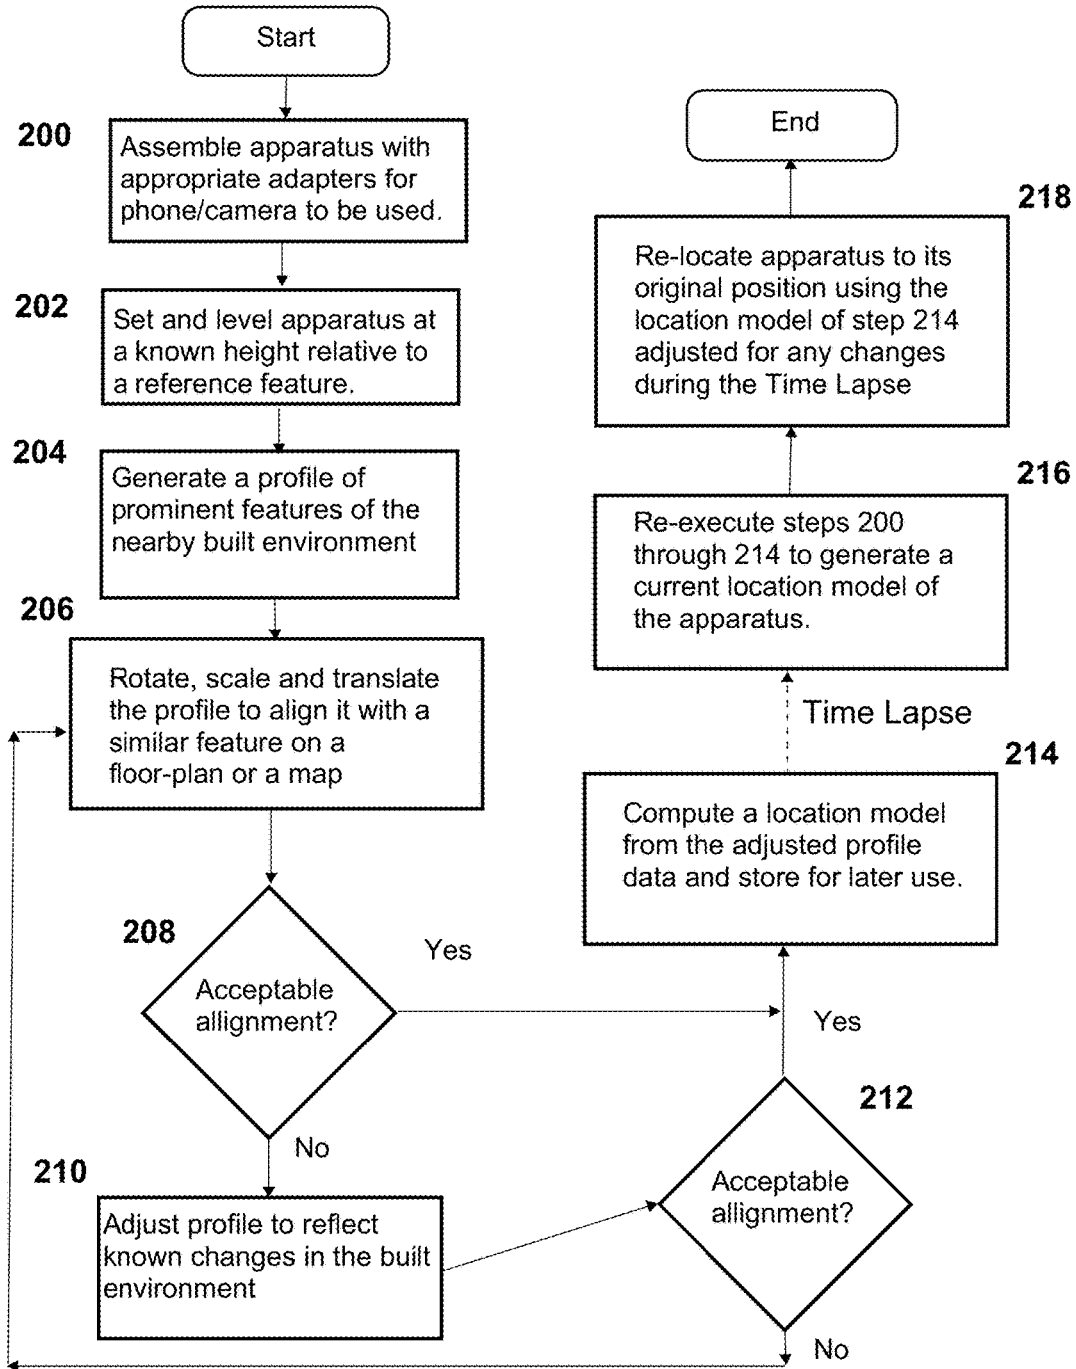 Start
200
Assemble apparatus with
appropriate adapters for
phone/camera to be used.
202
Set and level apparatus at
a known height relative to
a reference feature.
204
Generate a profile of
prominent features of the
nearby built environment
206
Rotate, scale and translate
the profile to align it with a
similar feature on a
floor-plan or a map
208
Acceptable
allignment?
Yes
No
210
Adjust profile to reflect
known changes in the built
environment
212
Acceptable
allignment?
Yes
No
214
Compute a location model
from the adjusted profile
data and store for later use.
Time Lapse
216
Re-execute steps 200
through 214 to generate a
current location model of
the apparatus.
218
Re-locate apparatus to its
original position using the
location model of step 214
adjusted for any changes
during the Time Lapse
End